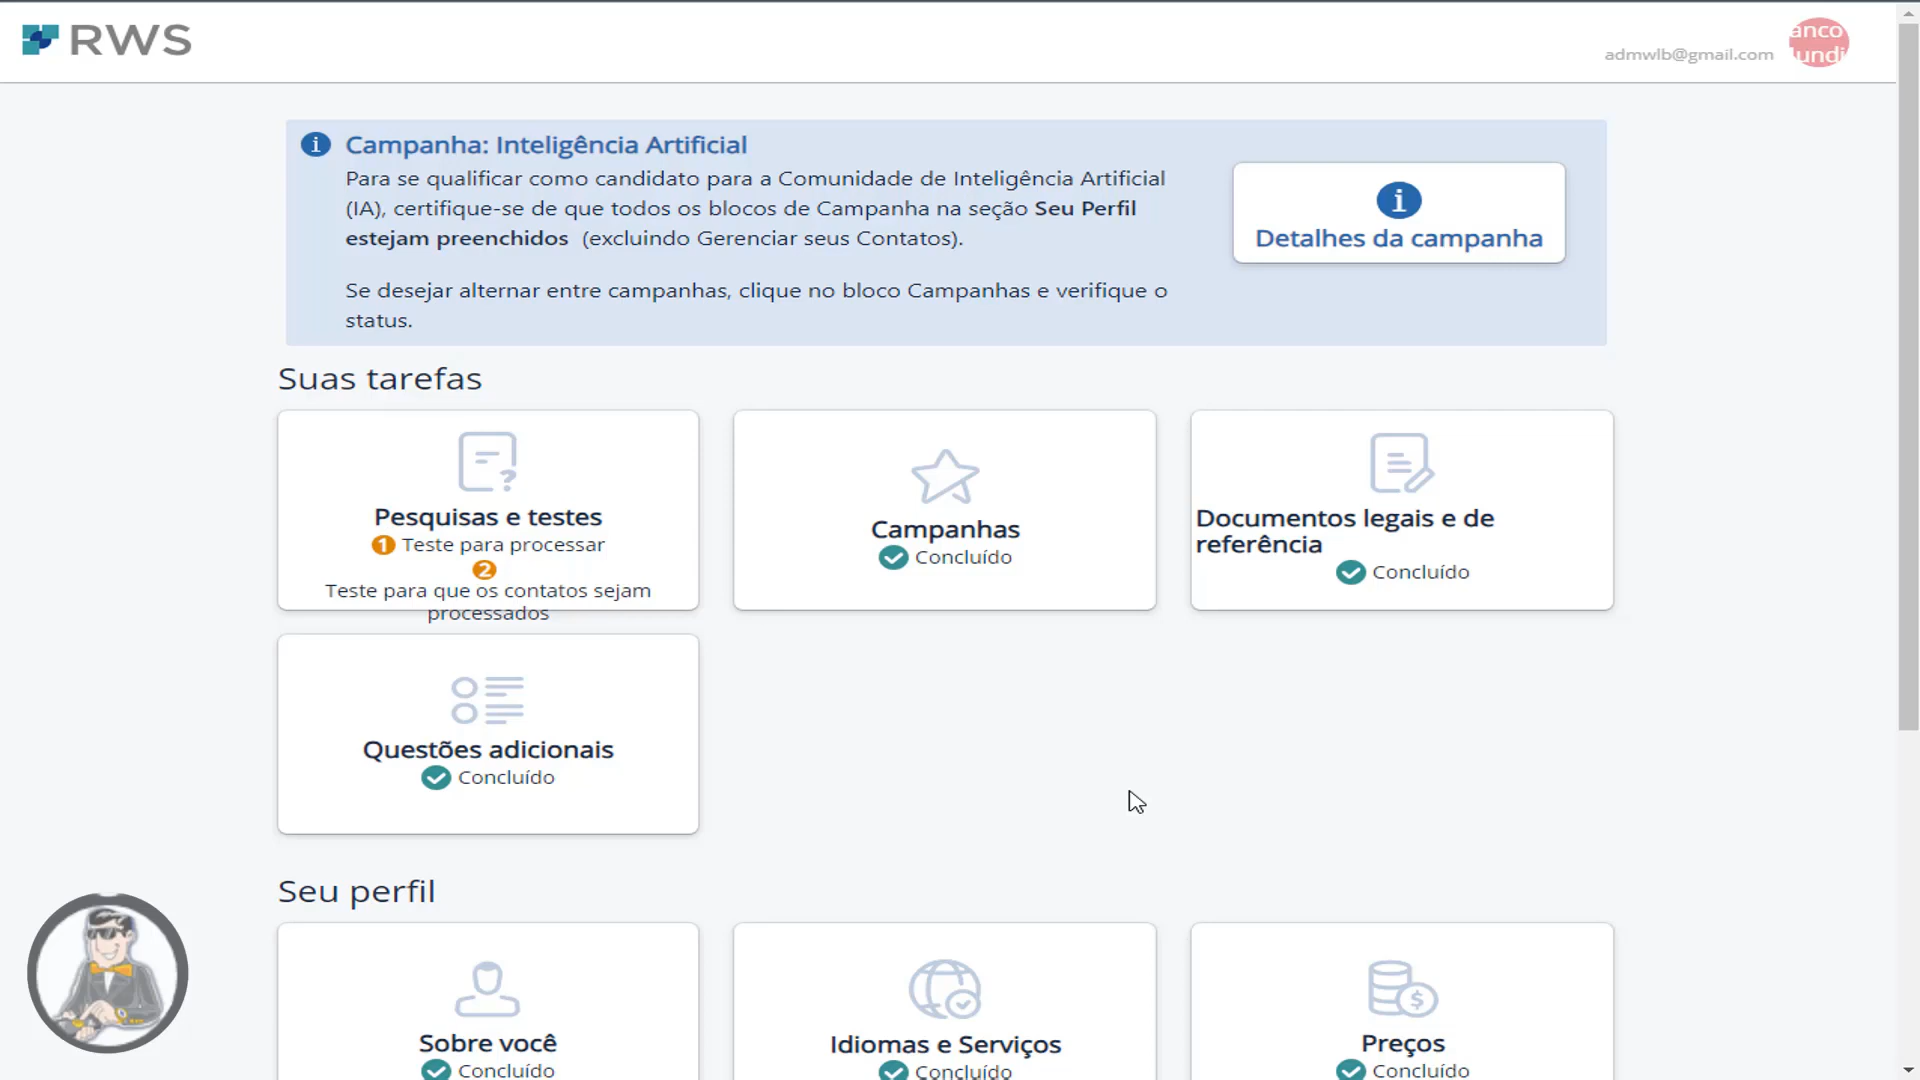 RWS
admwlb@gmail.com
anco
undi
Campanha: Inteligência Artificial
Para se qualificar como candidato para a Comunidade de Inteligência Artificial
(IA), certifique-se de que todos os blocos de Campanha na seção Seu Perfil
estejam preenchidos (excluindo Gerenciar seus Contatos).
Se desejar alternar entre campanhas, clique no bloco Campanhas e verifique o
status.
Detalhes da campanha
Suas tarefas
Pesquisas e testes
1 Teste para processar
2
Teste para que os contatos sejam
processados
Campanhas
Concluído
Documentos legais e de
referência
Concluído
Questões adicionais
Concluído
Seu perfil
Sobre você
Concluído
Idiomas e Serviços
Concluído
Preços
Concluído